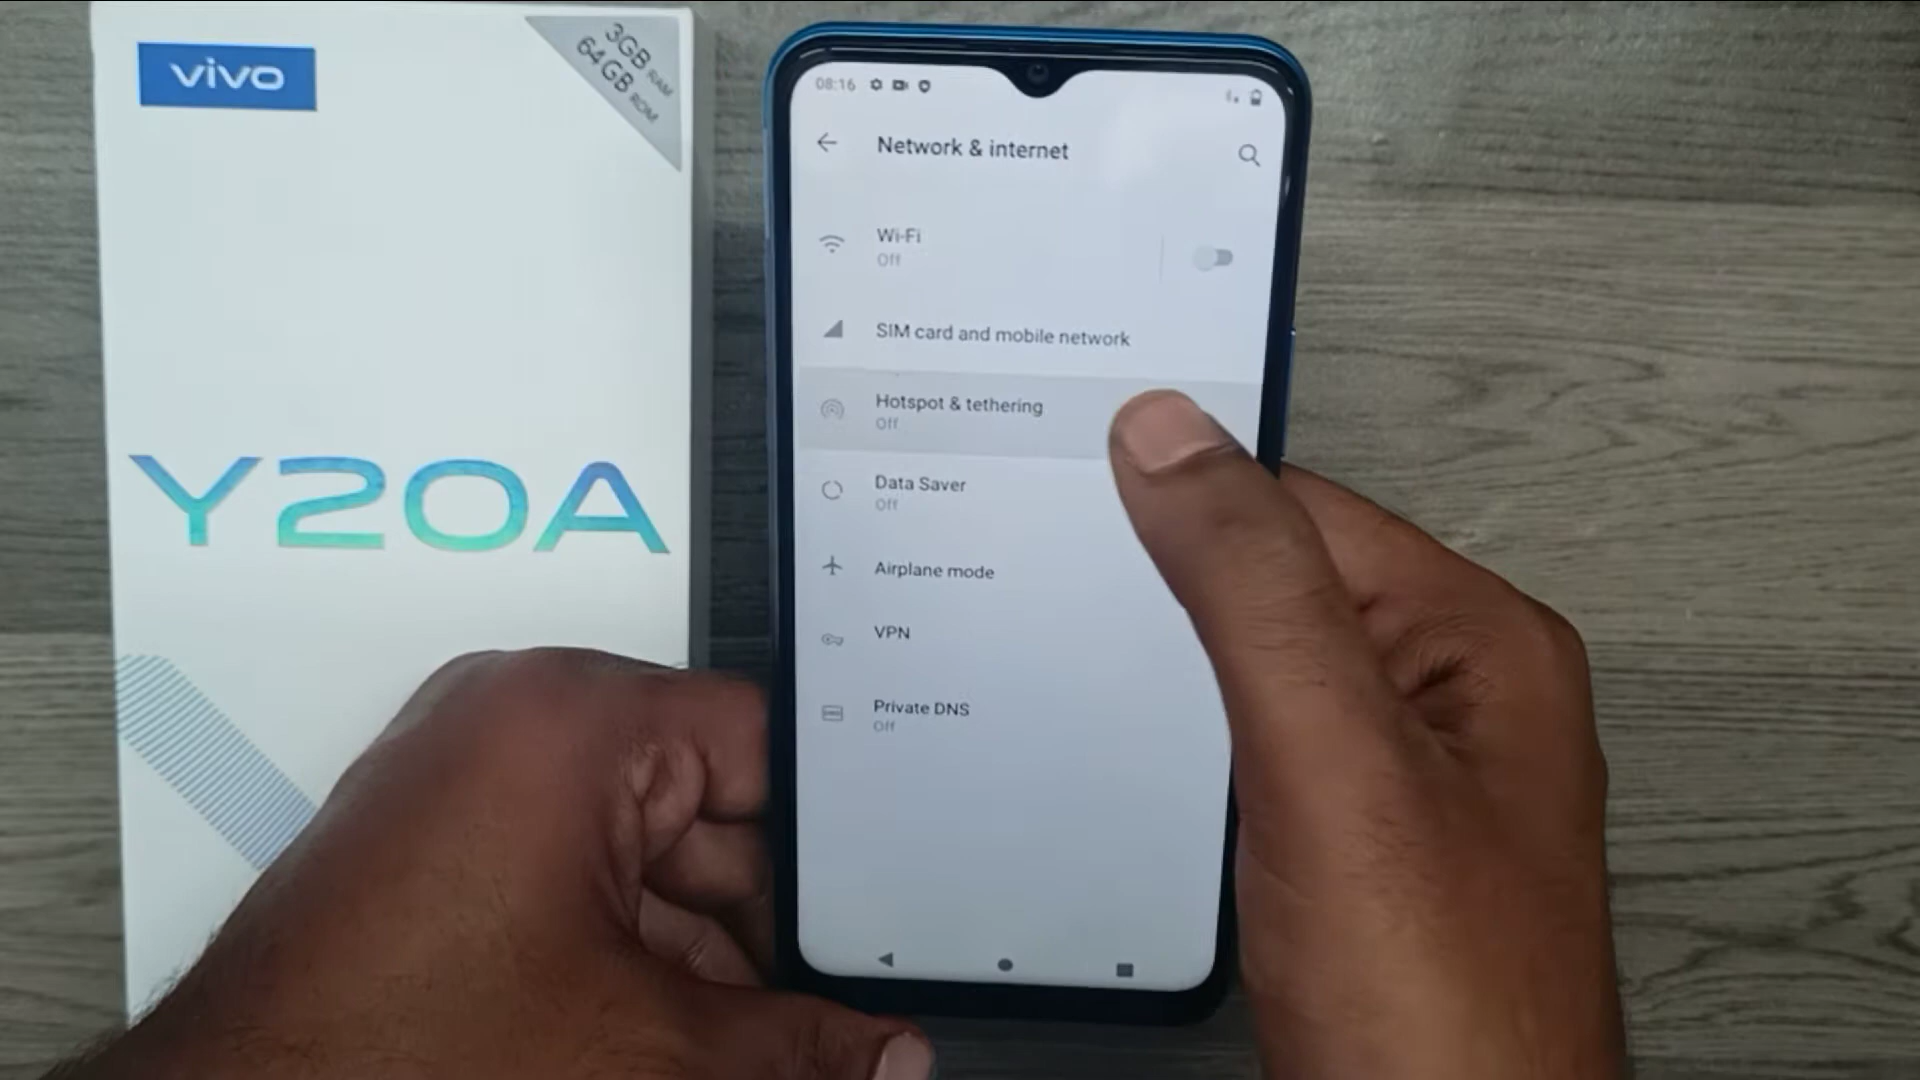 vivo
3GB RAM
64GB ROM
Y20A
08:16
Network & internet
Wi-Fi
Off
SIM card and mobile network
Hotspot & tethering
Off
Data Saver
Off
Airplane mode
VPN
Private DNS
Off